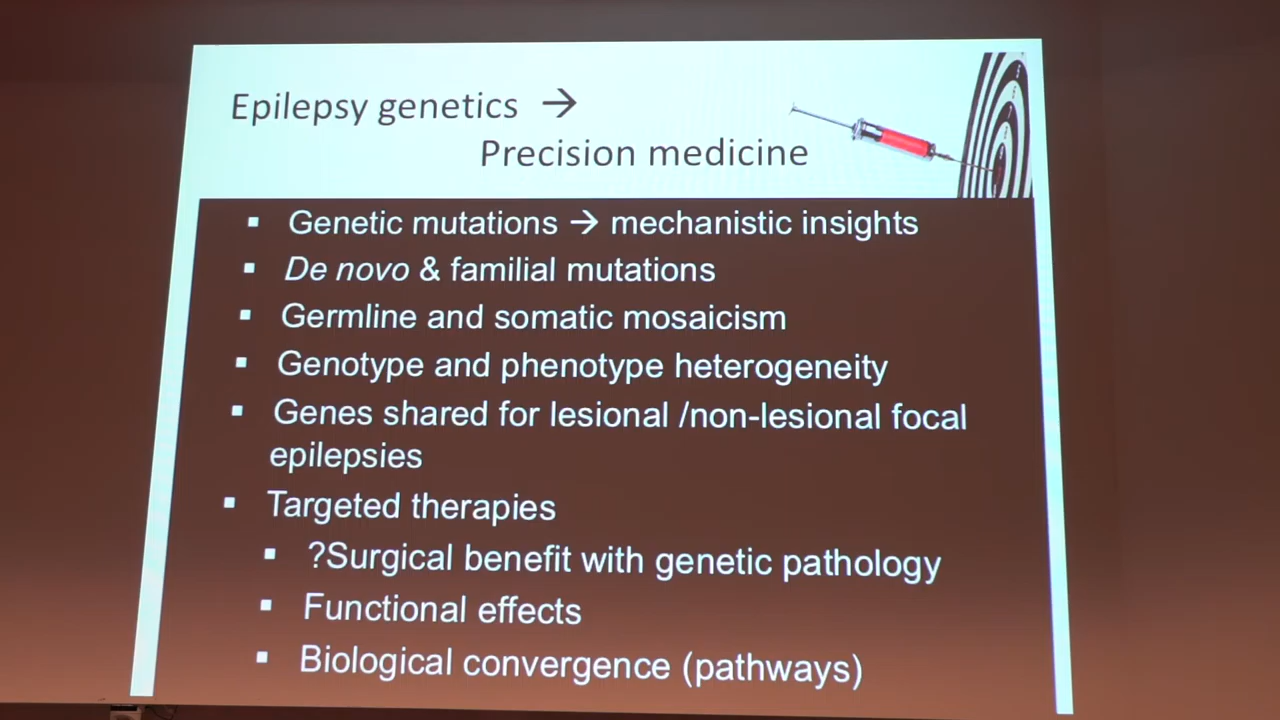 Epilepsy genetics →
Precision medicine
▪ Genetic mutations → mechanistic insights
▪ De novo & familial mutations
▪ Germline and somatic mosaicism
▪ Genotype and phenotype heterogeneity
▪ Genes shared for lesional /non-lesional focal
epilepsies
▪ Targeted therapies
▪ ?Surgical benefit with genetic pathology
▪ Functional effects
▪ Biological convergence (pathways)